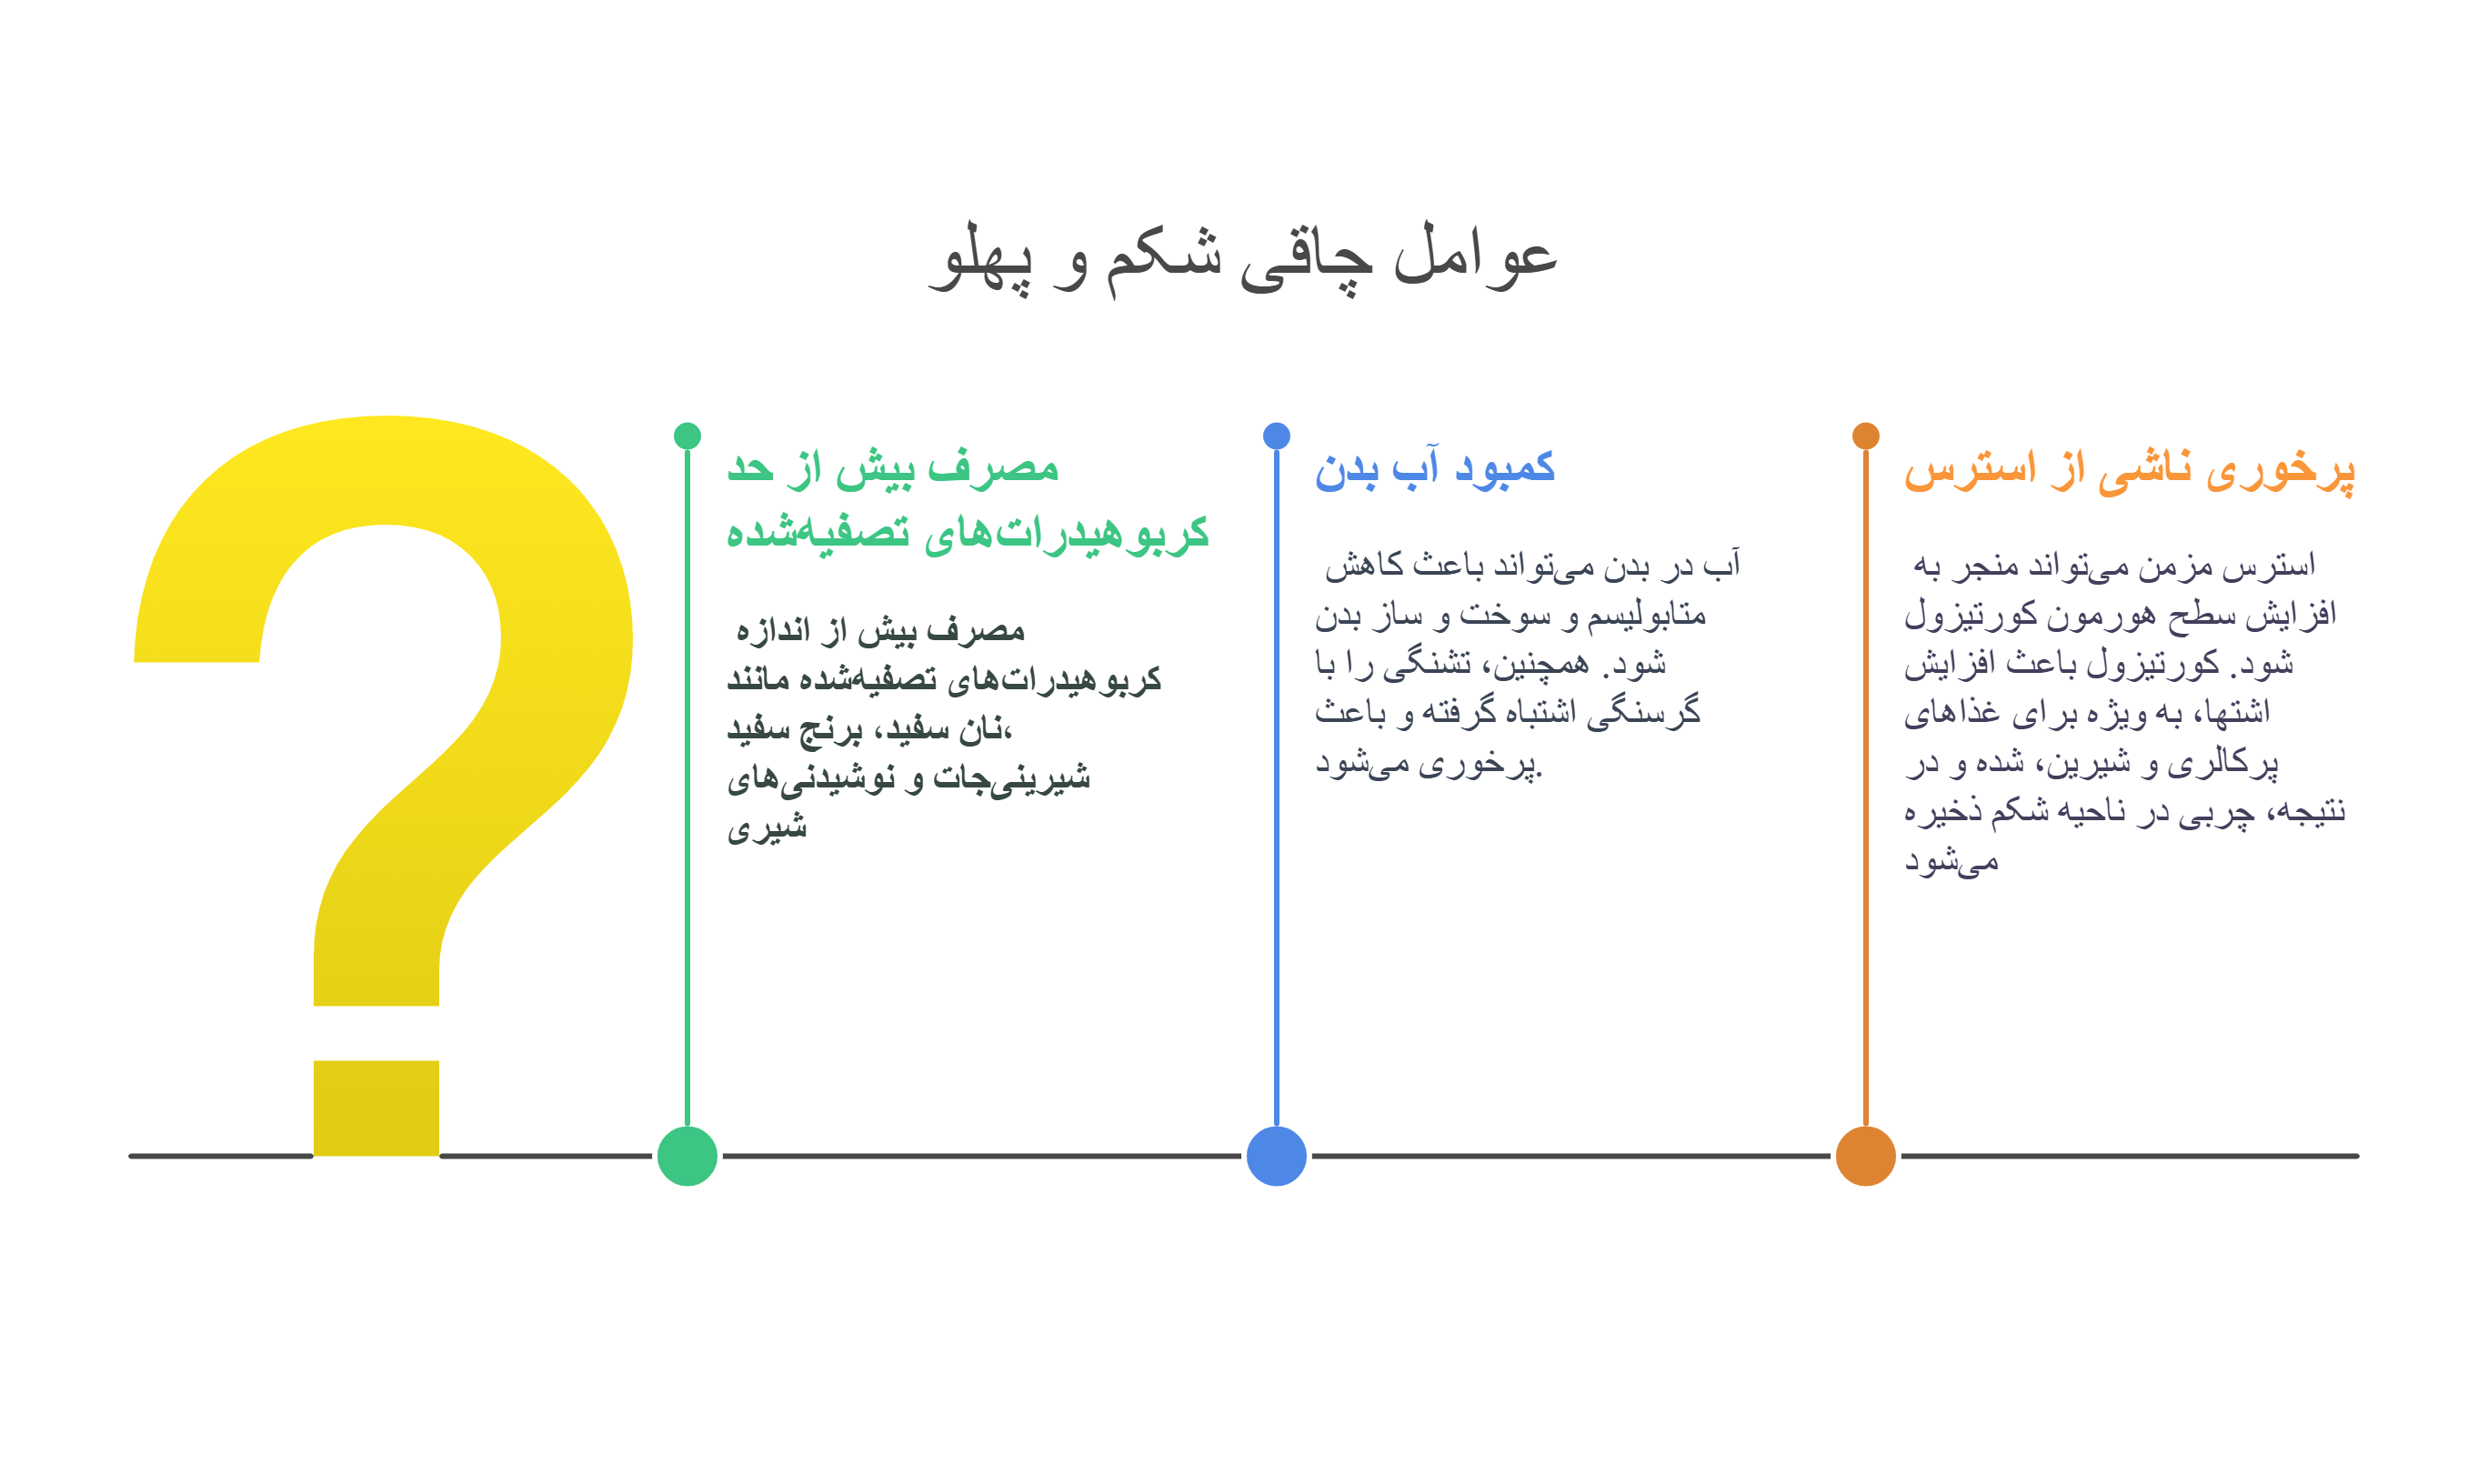 عوامل چاقی شکم و پهلو
پرخوری ناشی از استرس
استرس مزمن می‌تواند منجر به
افزایش سطح هورمون کورتیزول
شود. کورتیزول باعث افزایش
اشتها، به ویژه برای غذاهای
پرکالری و شیرین، شده و در
نتیجه، چربی در ناحیه شکم ذخیره
می‌شود
کمبود آب بدن
آب در بدن می‌تواند باعث کاهش
متابولیسم و سوخت و ساز بدن
شود. همچنین، تشنگی را با
گرسنگی اشتباه گرفته و باعث
پرخوری می‌شود.
مصرف بیش از حد
کربوهیدرات‌های تصفیه‌شده
مصرف بیش از اندازه
کربوهیدرات‌های تصفیه‌شده مانند
نان سفید، برنج سفید،
شیرینی‌جات و نوشیدنی‌های
شیری